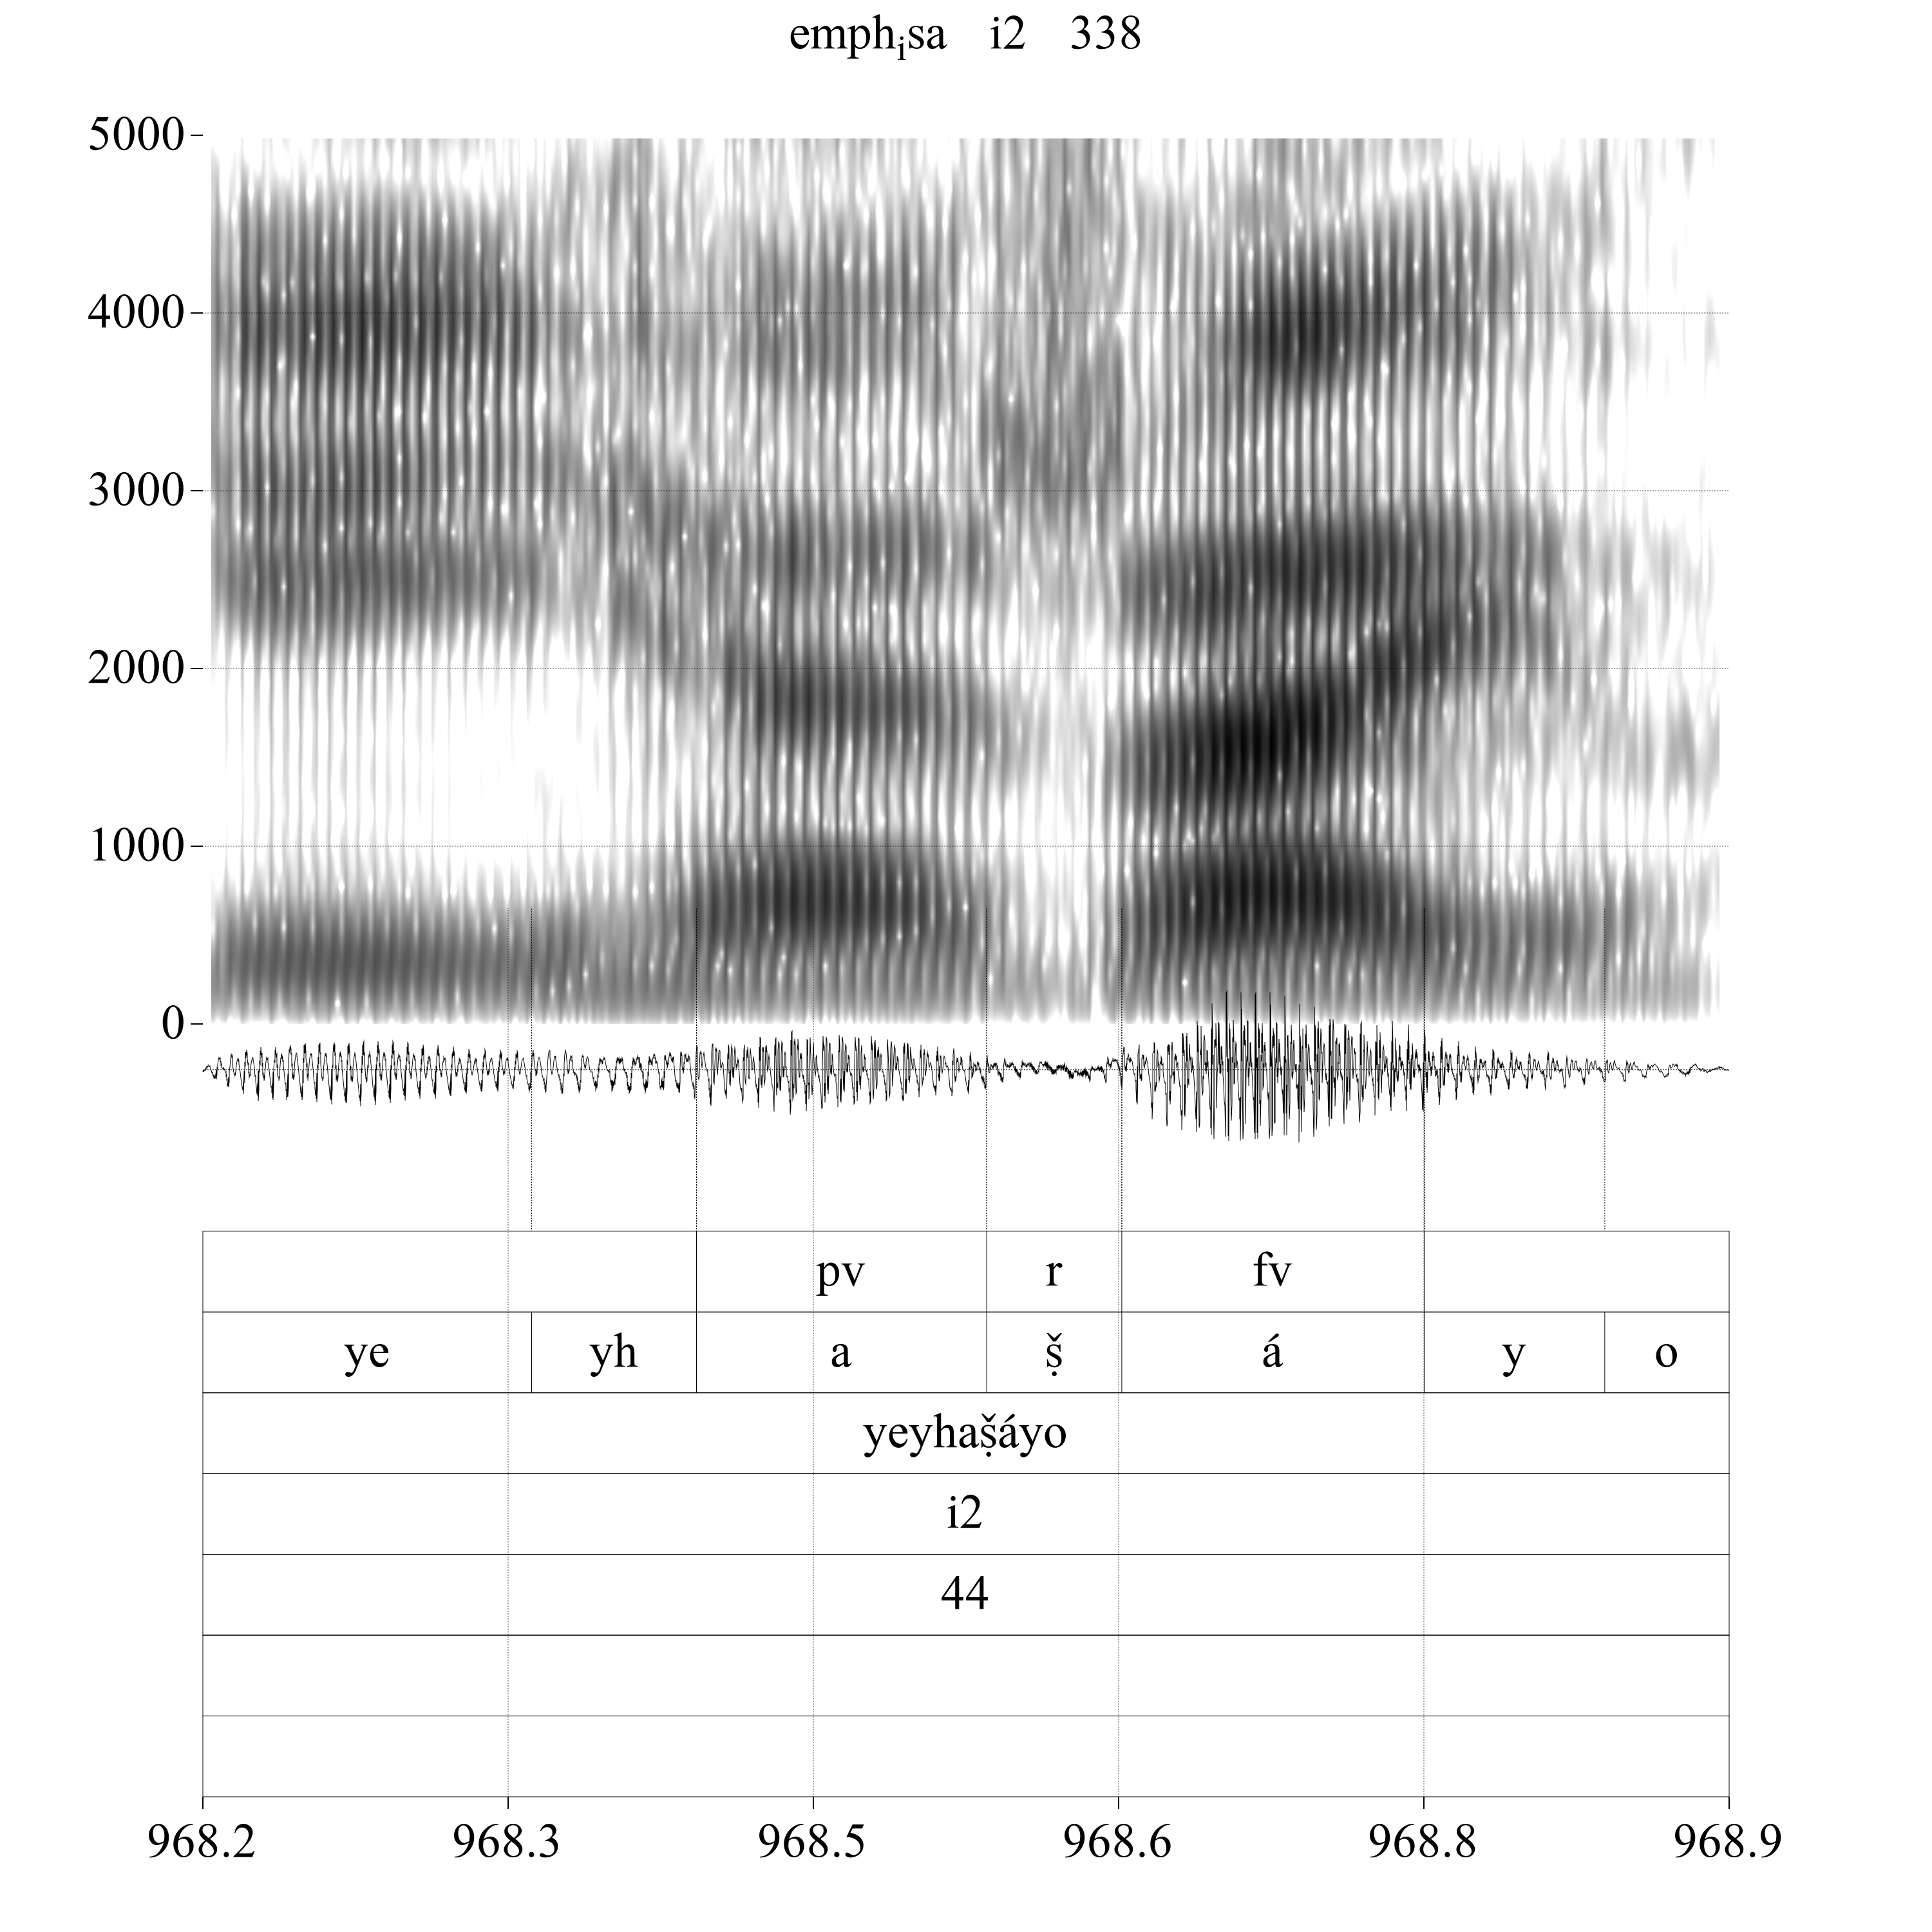 emphᵢsa i2 338
5000
4000
3000
2000
1000
0
pv r fv
ye yh a ṣ̌ á y o
yeyhaṣ̌áyo
i2
44
968.2 968.3 968.5 968.6 968.8 968.9